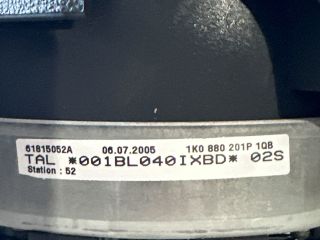 61815052A 06.07.2005 1K0 880 201P 1QB
TAL *001BL040IXBD* 02S
Station : 52